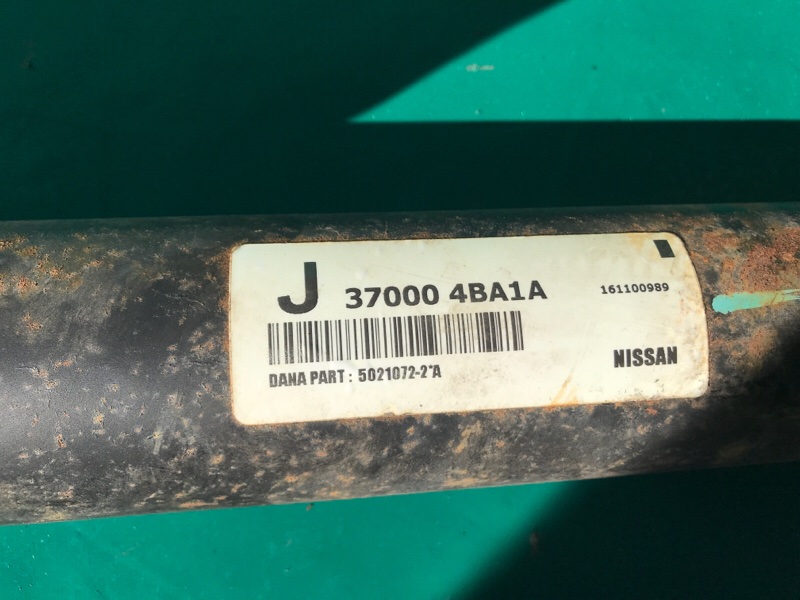 J 37000 4BA1A
161100989
DANA PART : 5021072-2*A
NISSAN